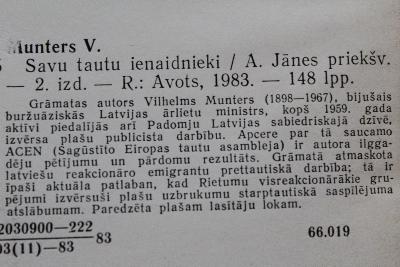 Munters V.
Savu tautu ienaidnieki / A. Jānes priekšv.
— 2. izd. — R.: Avots, 1983. — 148 lpp.
Grāmatas autors Vilhelms Munters (1898—1967), bijušais
buržuāziskās Latvijas ārlietu ministrs, kopš 1959. gada
aktīvi piedalījās arī Padomju Latvijas sabiedriskajā dzīvē,
izvērsa plašu publicista darbību. Apcere par tā saucamo
ACEN (Sagūstīto Eiropas tautu asambleja) ir autora ilgga-
dēju pētījumu un pārdomu rezultāts. Grāmatā atmaskota
latviešu reakcionāro emigrantu prettautiskā darbība; tā ir
īpaši aktuāla patlaban, kad Rietumu visreakcionārākie gru-
pējumi izvērsuši plašu uzbrukumu starptautiskā saspīlējuma
atslābumam. Paredzēta plašam lasītāju lokam.
2030900—222
03(11)—83
—83
66.019